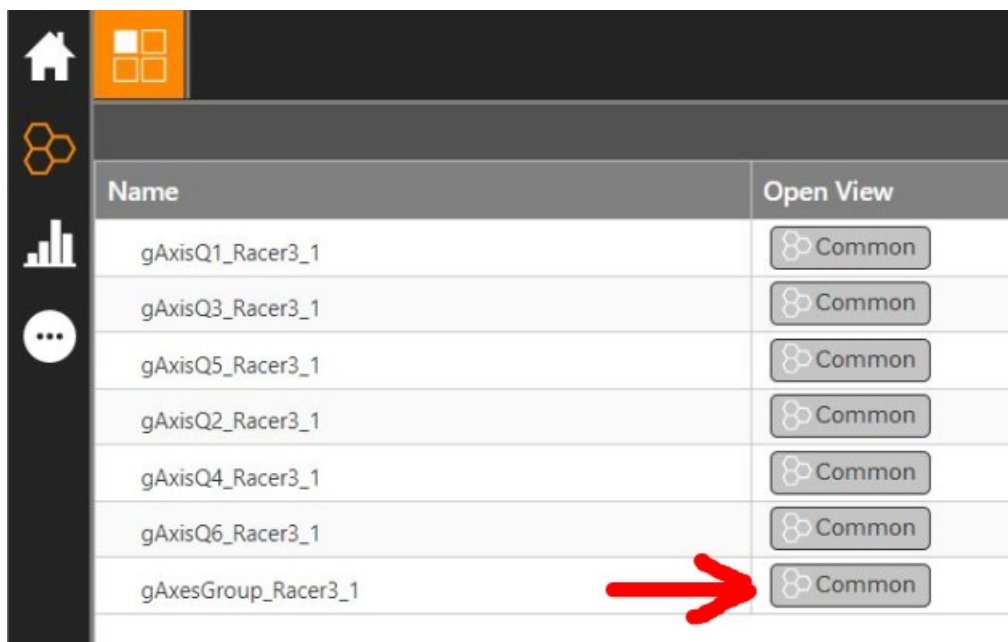 Name Open View
gAxisQ1_Racer3_1 Common
gAxisQ3_Racer3_1 Common
gAxisQ5_Racer3_1 Common
gAxisQ2_Racer3_1 Common
gAxisQ4_Racer3_1 Common
gAxisQ6_Racer3_1 Common
gAxesGroup_Racer3_1 Common